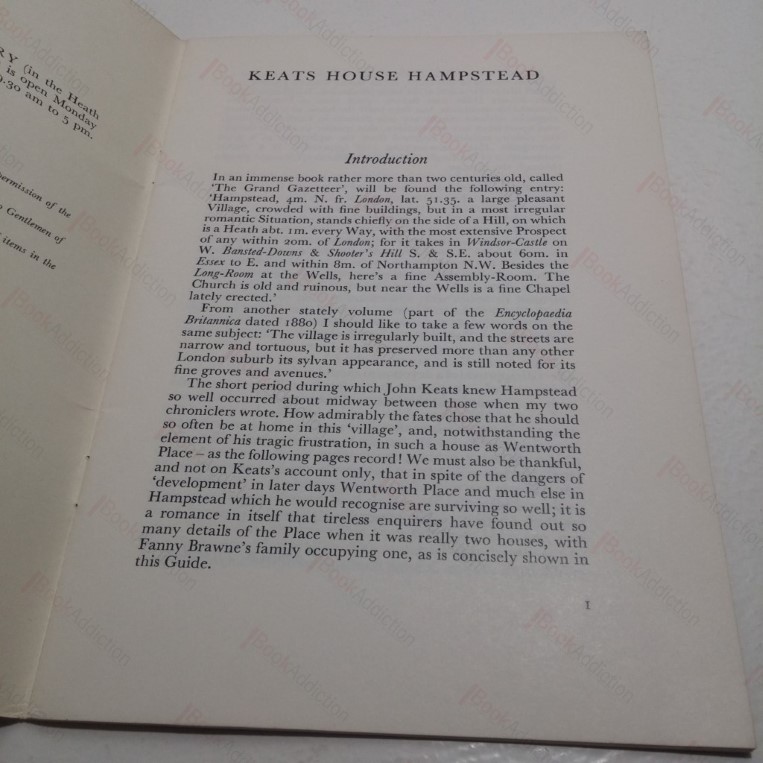 RY (in the Heath
is open Monday
9.30 am to 5 pm.
permission of the
Gentlemen of
items in the
KEATS HOUSE HAMPSTEAD
Introduction
In an immense book rather more than two centuries old, called
'The Grand Gazetteer', will be found the following entry:
'Hampstead, 4m. N. fr. London, lat. 51.35. a large pleasant
Village, crowded with fine buildings, but in a most irregular
romantic Situation, stands chiefly on the side of a Hill, on which
is a Heath abt. 1m. every Way, with the most extensive Prospect
of any within 20m. of London; for it takes in Windsor-Castle on
W. Bansted-Downs & Shooter's Hill S. & S.E. about 60m. in
Essex to E. and within 8m. of Northampton N.W. Besides the
Long-Room at the Wells, here's a fine Assembly-Room. The
Church is old and ruinous, but near the Wells is a fine Chapel
lately erected.'
From another stately volume (part of the Encyclopaedia
Britannica dated 1880) I should like to take a few words on the
same subject: 'The village is irregularly built, and the streets are
narrow and tortuous, but it has preserved more than any other
London suburb its sylvan appearance, and is still noted for its
fine groves and avenues.'
The short period during which John Keats knew Hampstead
so well occurred about midway between those when my two
chroniclers wrote. How admirably the fates chose that he should
so often be at home in this 'village', and, notwithstanding the
element of his tragic frustration, in such a house as Wentworth
Place – as the following pages record! We must also be thankful,
and not on Keats's account only, that in spite of the dangers of
'development' in later days Wentworth Place and much else in
Hampstead which he would recognise are surviving so well; it is
a romance in itself that tireless enquirers have found out so
many details of the Place when it was really two houses, with
Fanny Brawne's family occupying one, as is concisely shown in
this Guide.
1
BookAddiction